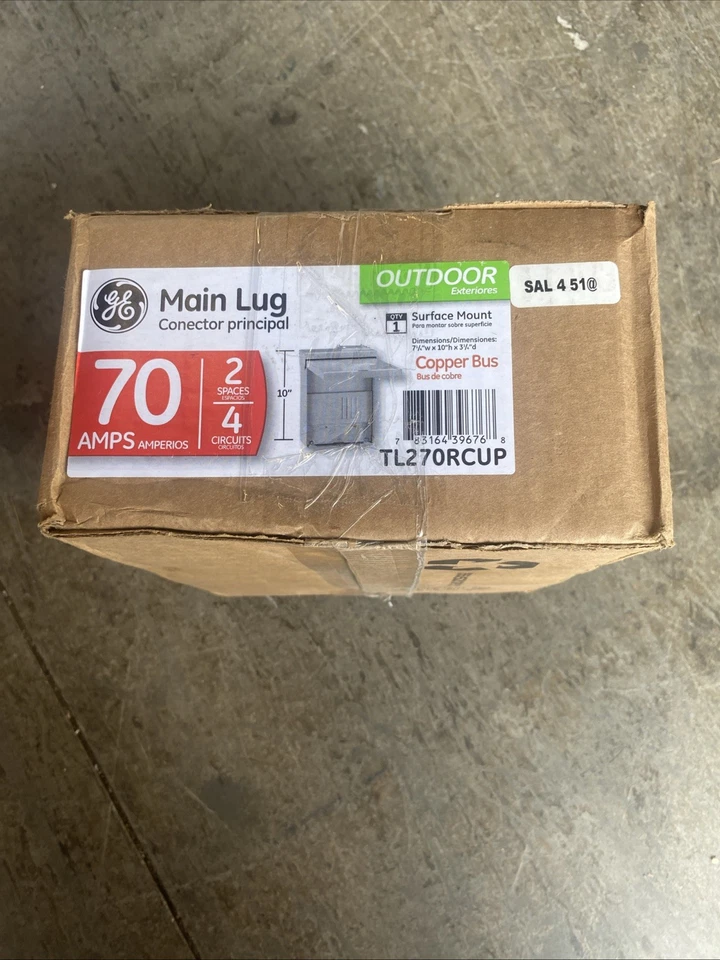 GE
Main Lug
Conector principal
70
AMPS AMPERIOS
2
SPACES
ESPACIOS
4
CIRCUITS
CIRCUITOS
10"
OUTDOOR
Exteriores
SAL 4 51@
QTY
1
Surface Mount
Para montar sobre superficie
Dimensions/Dimensiones:
Copper Bus
Bus de cobre
7 83164 39676 8
TL270RCUP